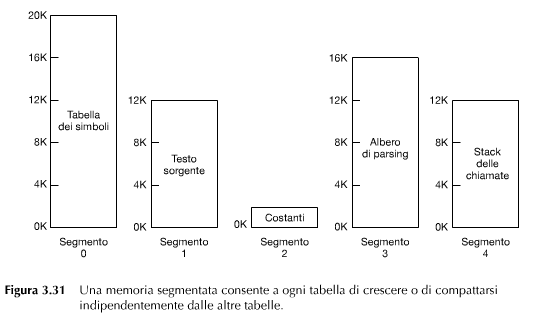 20K
16K
12K
8K
4K
0K
Tabella
dei simboli
Segmento
0
12K
8K
4K
0K
Testo
sorgente
Segmento
1
0K
Costanti
Segmento
2
16K
12K
8K
4K
0K
Albero
di parsing
Segmento
3
12K
8K
4K
0K
Stack
delle
chiamate
Segmento
4
Figura 3.31 Una memoria segmentata consente a ogni tabella di crescere o di compattarsi
indipendentemente dalle altre tabelle.